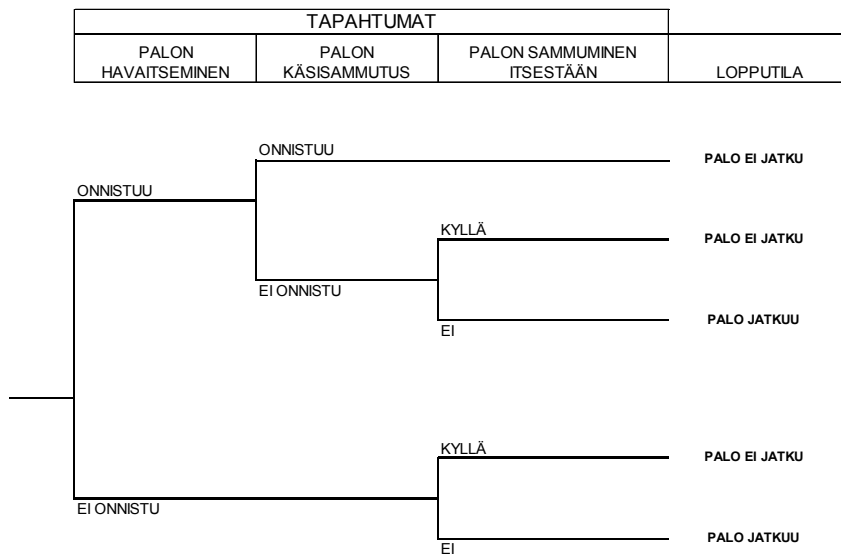 TAPAHTUMAT
PALON
HAVAITSEMINEN
PALON
KÄSISAMMUTUS
PALON SAMMUMINEN
ITSESTÄÄN
LOPPUTILA
ONNISTUU
PALO EI JATKU
ONNISTUU
KYLLÄ
PALO EI JATKU
EI ONNISTU
PALO JATKUU
EI
KYLLÄ
PALO EI JATKU
EI ONNISTU
PALO JATKUU
EI